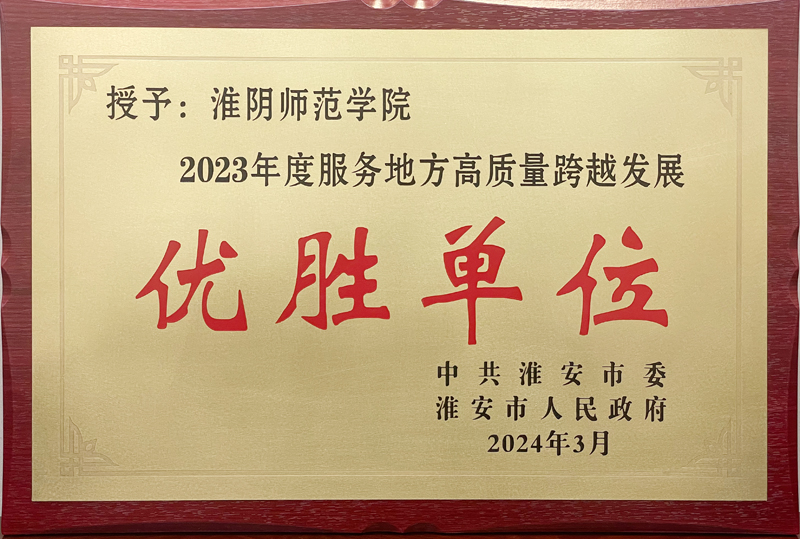 授予：淮阴师范学院
2023年度服务地方高质量跨越发展
优胜单位
中共淮安市委
淮安市人民政府
2024年3月